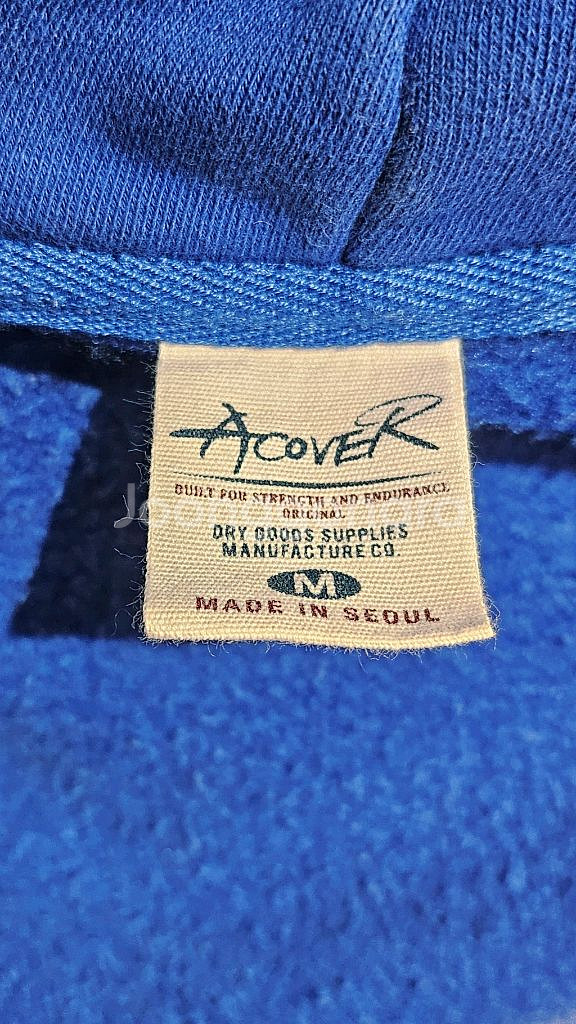 ACOVER
BUILT FOR STRENGTH AND ENDURANCE
ORIGINAL
DRY GOODS SUPPLIES
MANUFACTURE CO.
M
MADE IN SEOUL